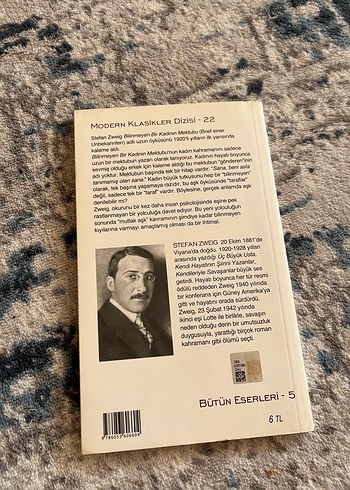 MODERN KLASİKLER DİZİSİ - 22
Stefan Zweig Bilinmeyen Bir Kadının Mektubu (Brief einer
Unbekannten) adlı uzun öyküsünü 1920'li yılların ilk yarısında
kaleme aldı.
Bilinmeyen Bir Kadının Mektubu'nun kadın kahramanını sadece
uzun bir mektubun yazarı olarak tanıyoruz. Kadının hayatı boyunca
sevmiş olduğu erkek için kaleme aldığı bu mektubun "gönderen"inin
adı yoktur. Mektubun başında tek bir hitap vardır: "Sana, beni asla
tanımamış olan sana." Kadın büyük tutkusunu hep bir "bilinmeyen"
olarak, tek başına yaşamaya razıdır, bu aşk öyküsünde "taraflar"
değil, sadece tek bir "taraf" vardır. Böylesine, gerçek anlamda aşk
denilebilir mi?
Zweig, okurunu bir kez daha insan psikolojisinde eşine pek
rastlanmayan bir yolculuğa davet ediyor. Bu yeni yolculuğun
sonunda "mutlak aşk" kavramının şimdiye kadar bilinmeyen
kıyılarına varmayı amaçlamış olması da bir ihtimal.
STEFAN ZWEIG 20 Ekim 1881'de
Viyana'da doğdu. 1920-1928 yılları
arasında yazdığı Üç Büyük Usta,
Kendi Hayatının Şiirini Yazanlar,
Kendileriyle Savaşanlar büyük ses
getirdi. Hayatı boyunca her tür resmi
ödülü reddeden Zweig 1940 yılında
bir konferans için Güney Amerika'ya
gitti ve hayatını orada sürdürdü.
Zweig, 23 Şubat 1942 yılında
ikinci eşi Lotte ile birlikte, savaşın
neden olduğu derin bir umutsuzluk
duygusuyla, yarattığı birçok roman
kahramanı gibi ölümü seçti.
BÜTÜN ESERLERİ - 5
6 TL
9786053606604